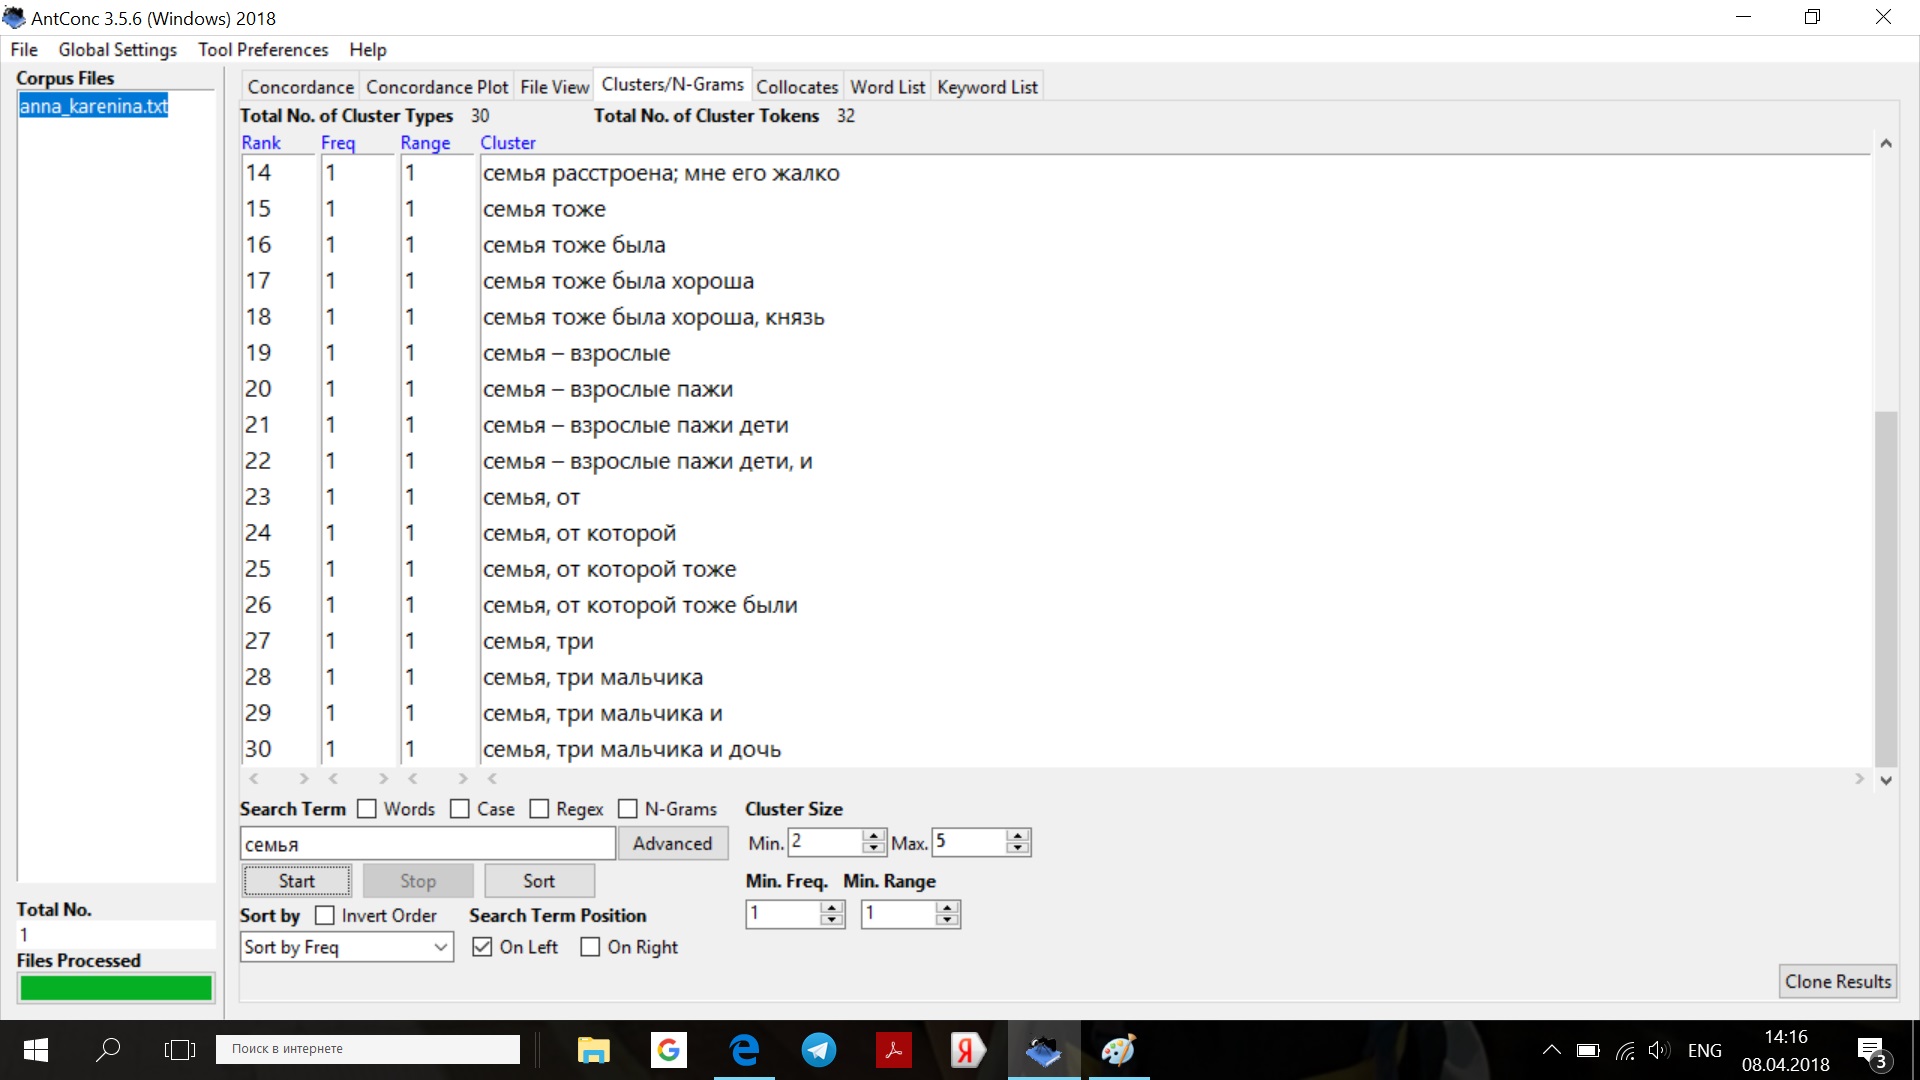 AntConc 3.5.6 (Windows) 2018
File Global Settings Tool Preferences Help
Corpus Files
anna_karenina.txt
Concordance Concordance Plot File View Clusters/N-Grams Collocates Word List Keyword List
Total No. of Cluster Types 30 Total No. of Cluster Tokens 32
Rank Freq Range Cluster
14 1 1 семья расстроена; мне его жалко
15 1 1 семья тоже
16 1 1 семья тоже была
17 1 1 семья тоже была хороша
18 1 1 семья тоже была хороша, князь
19 1 1 семья – взрослые
20 1 1 семья – взрослые пажи
21 1 1 семья – взрослые пажи дети
22 1 1 семья – взрослые пажи дети, и
23 1 1 семья, от
24 1 1 семья, от которой
25 1 1 семья, от которой тоже
26 1 1 семья, от которой тоже были
27 1 1 семья, три
28 1 1 семья, три мальчика
29 1 1 семья, три мальчика и
30 1 1 семья, три мальчика и дочь
Search Term Words Case Regex N-Grams Cluster Size
семья Advanced Min. 2 Max. 5
Start Stop Sort Min. Freq. Min. Range
1 1
Sort by Invert Order Search Term Position
Sort by Freq On Left On Right
Total No.
1
Files Processed
Clone Results
Поиск в интернете
G
Я
ENG
14:16
08.04.2018
3